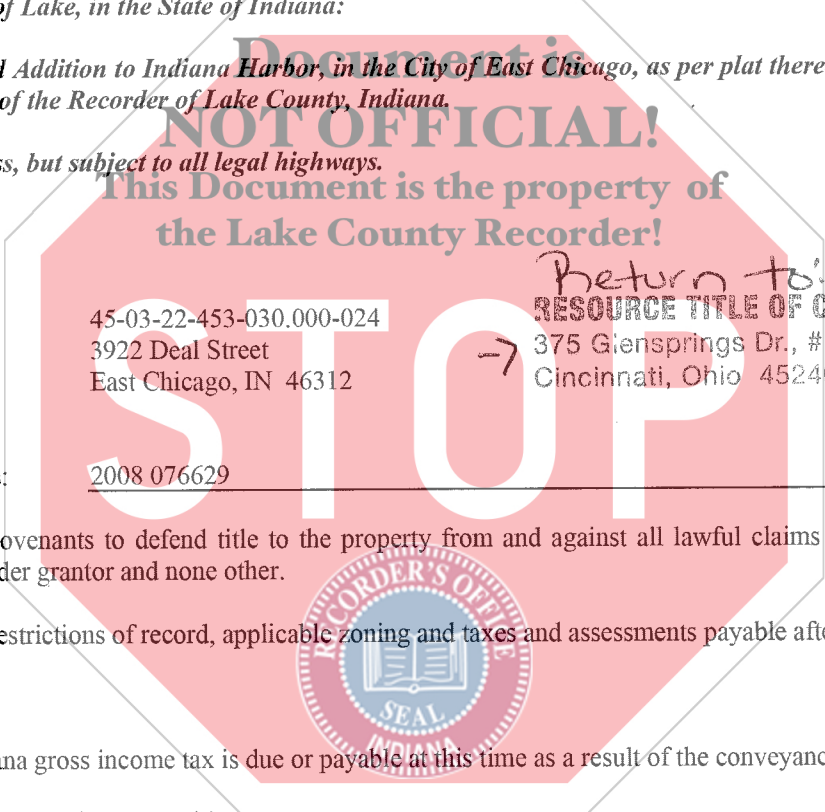 of Lake, in the State of Indiana:
Document is
Addition to Indiana Harbor, in the City of East Chicago, as per plat there
of the Recorder of Lake County, Indiana.
NOT OFFICIAL!
ss, but subject to all legal highways.
This Document is the property of
the Lake County Recorder!
Return to:
RESOURCE TITLE OF C
45-03-22-453-030.000-024
375 Glensprings Dr., #
3922 Deal Street
Cincinnati, Ohio 4524
East Chicago, IN 46312
STOP
s: 2008 076629
ovenants to defend title to the property from and against all lawful claims
der grantor and none other.
RECORDER'S OFFICE
estrictions of record, applicable zoning and taxes and assessments payable afte
SEAL
INDIANA
ana gross income tax is due or payable at this time as a result of the conveyanc